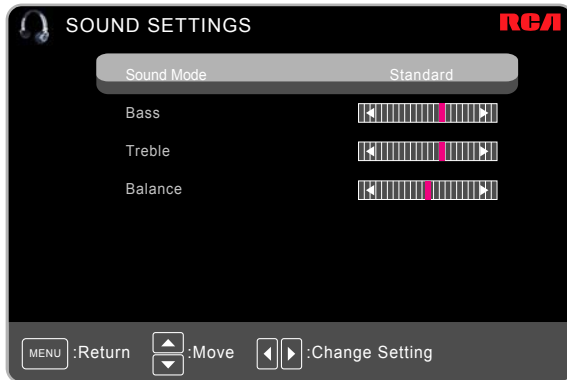 SOUND SETTINGS RCA
Sound Mode Standard
Bass
Treble
Balance
MENU :Return :Move :Change Setting